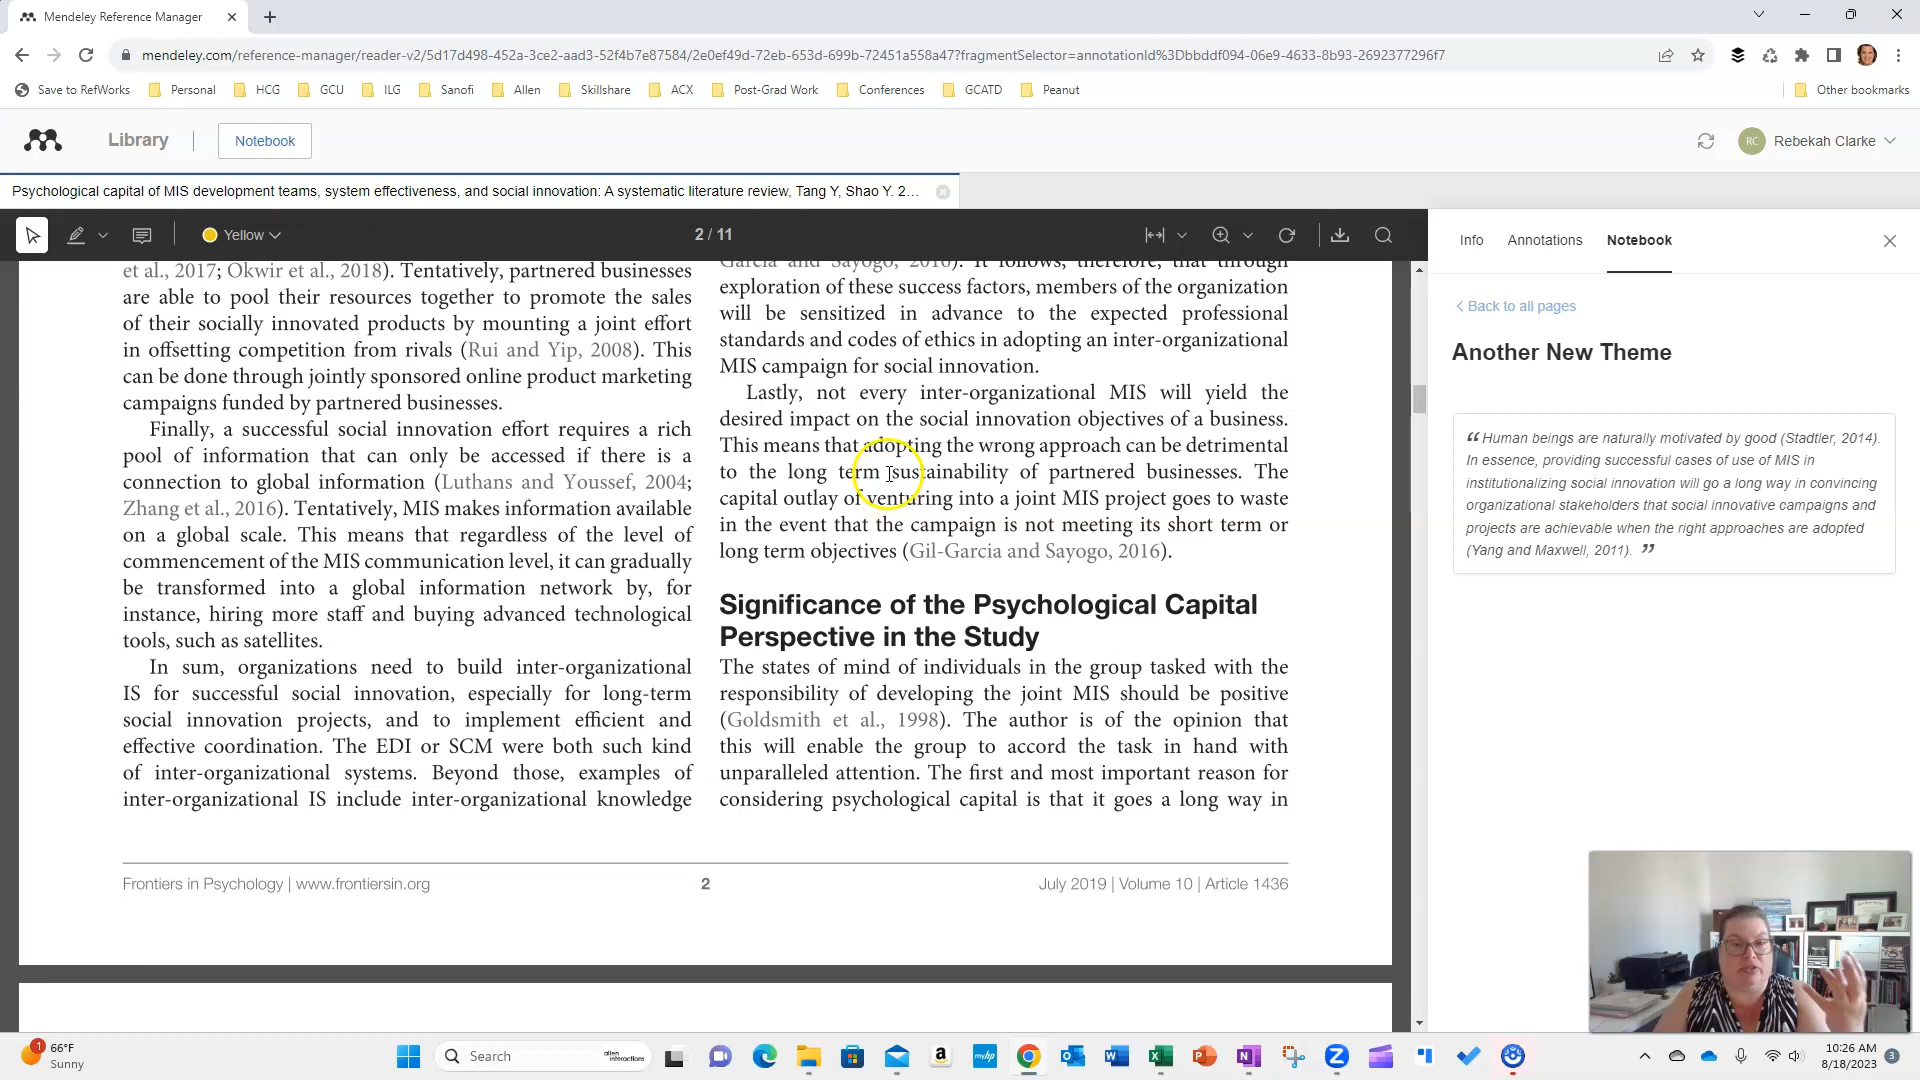 Mendeley Reference Manager
mendeley.com/reference-manager/reader-v2/5d17d498-452a-3ce2-aad3-52f4b7e87584/2e0ef49d-72eb-653d-699b-72451a558a47?fragmentSelector=annotationId%3Dbbddf094-06e9-4633-8b93-2692377296f7
Save to RefWorks Personal HCG GCU ILG Sanofi Allen Skillshare ACX Post-Grad Work Conferences GCATD Peanut Other bookmarks
Library Notebook RC Rebekah Clarke
Psychological capital of MIS development teams, system effectiveness, and social innovation: A systematic literature review, Tang Y, Shao Y. 2...
Yellow 2 / 11
et al., 2017; Okwir et al., 2018). Tentatively, partnered businesses
are able to pool their resources together to promote the sales
of their socially innovated products by mounting a joint effort
in offsetting competition from rivals (Rui and Yip, 2008). This
can be done through jointly sponsored online product marketing
campaigns funded by partnered businesses.
Finally, a successful social innovation effort requires a rich
pool of information that can only be accessed if there is a
connection to global information (Luthans and Youssef, 2004;
Zhang et al., 2016). Tentatively, MIS makes information available
on a global scale. This means that regardless of the level of
commencement of the MIS communication level, it can gradually
be transformed into a global information network by, for
instance, hiring more staff and buying advanced technological
tools, such as satellites.
In sum, organizations need to build inter-organizational
IS for successful social innovation, especially for long-term
social innovation projects, and to implement efficient and
effective coordination. The EDI or SCM were both such kind
of inter-organizational systems. Beyond those, examples of
inter-organizational IS include inter-organizational knowledge
Garcia and Sayogo, 2016). It follows, therefore, that through
exploration of these success factors, members of the organization
will be sensitized in advance to the expected professional
standards and codes of ethics in adopting an inter-organizational
MIS campaign for social innovation.
Lastly, not every inter-organizational MIS will yield the
desired impact on the social innovation objectives of a business.
This means that adopting the wrong approach can be detrimental
to the long term sustainability of partnered businesses. The
capital outlay of venturing into a joint MIS project goes to waste
in the event that the campaign is not meeting its short term or
long term objectives (Gil-Garcia and Sayogo, 2016).
Significance of the Psychological Capital
Perspective in the Study
The states of mind of individuals in the group tasked with the
responsibility of developing the joint MIS should be positive
(Goldsmith et al., 1998). The author is of the opinion that
this will enable the group to accord the task in hand with
unparalleled attention. The first and most important reason for
considering psychological capital is that it goes a long way in
Frontiers in Psychology | www.frontiersin.org 2 July 2019 | Volume 10 | Article 1436
Info Annotations Notebook
Back to all pages
Another New Theme
“ Human beings are naturally motivated by good (Stadtler, 2014).
In essence, providing successful cases of use of MIS in
institutionalizing social innovation will go a long way in convincing
organizational stakeholders that social innovative campaigns and
projects are achievable when the right approaches are adopted
(Yang and Maxwell, 2011). ”
1 66°F
Sunny
Search
allen
interactions
a
myhp
10:26 AM
8/18/2023
3